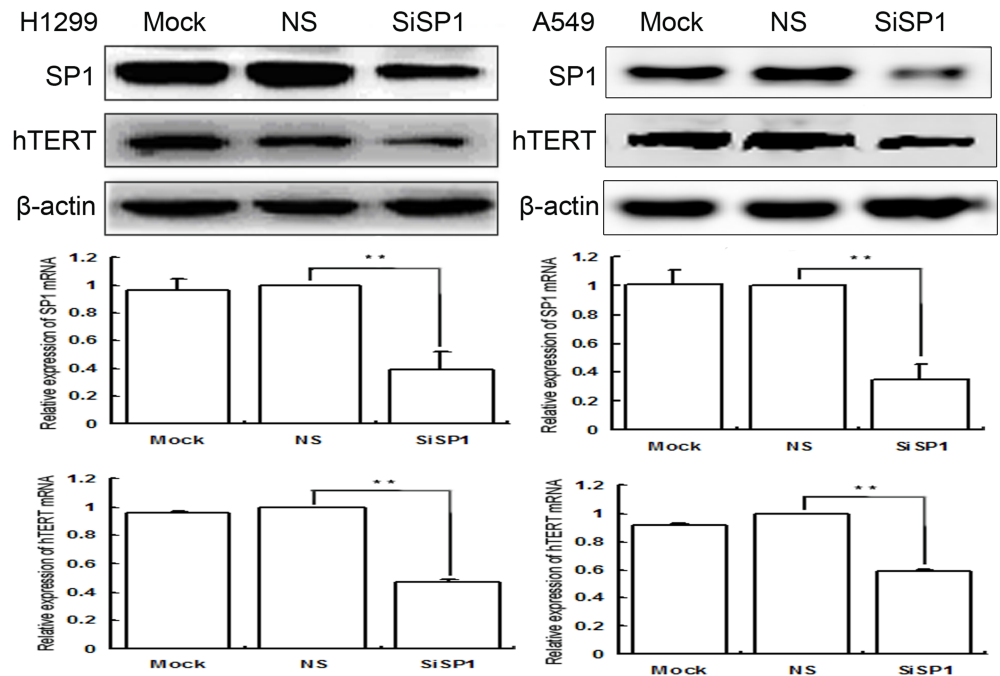 H1299 Mock NS SiSP1
SP1
hTERT
β-actin
A549 Mock NS SiSP1
SP1
hTERT
β-actin
Relative expression of SP1 mRNA
1.2
1
0.8
0.6
0.4
0.2
0
**
Mock NS SiSP1
Relative expression of SP1 mRNA
1.2
1
0.8
0.6
0.4
0.2
0
**
Mock NS SiSP1
Relative expression of hTERT mRNA
1.2
1
0.8
0.6
0.4
0.2
0
**
Mock NS SiSP1
Relative expression of hTERT mRNA
1.2
1
0.8
0.6
0.4
0.2
0
**
Mock NS SiSP1